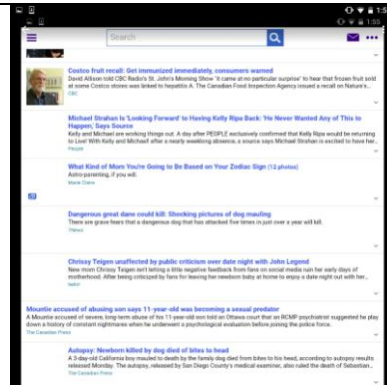 1:5
1:55
Search
Costco fruit recall: Get immunized immediately, consumers warned
David Allison told CBC Radio's St. John's Morning Show "it came at no particular surprise" to hear that frozen fruit sold
at some Costco stores was linked to hepatitis A. The Canadian Food Inspection Agency issued a recall on Nature's...
CBC
Michael Strahan Is 'Looking Forward' to Having Kelly Ripa Back: 'He Never Wanted Any of This to
Happen,' Says Source
Kelly and Michael are working things out. A day after PEOPLE exclusively confirmed that Kelly Ripa would be returning
to Live! With Kelly and Michael after a nearly weeklong absence, a source says Michael Strahan is excited to have her...
People
What Kind of Mom You're Going to Be Based on Your Zodiac Sign (12 photos)
Astro-parenting, if you will.
Marie Claire
Dangerous great dane could kill: Shocking pictures of dog mauling
There are grave fears that a dangerous dog that has attacked five times in just over a year will kill.
7News
Chrissy Teigen unaffected by public criticism over date night with John Legend
New mom Chrissy Teigen isn't letting a little negative feedback from fans on social media ruin her early days of
motherhood. After being criticized by fans for leaving her newborn baby at home to enjoy a date night out with her...
Mountie accused of abusing son says 11-year-old was becoming a sexual predator
A Mountie accused of severe, long-term abuse of his 11-year-old son told an Ottawa court that an RCMP psychiatrist suggested he play
down a history of constant nightmares when he underwent a psychological evaluation before joining the police force.
The Canadian Press
Autopsy: Newborn killed by dog died of bites to head
A 3-day-old California boy mauled to death by the family dog died from bites to his head, according to autopsy results
released Monday. The autopsy, released by San Diego County's medical examiner, also ruled the death of Sebastian...
The Canadian Press